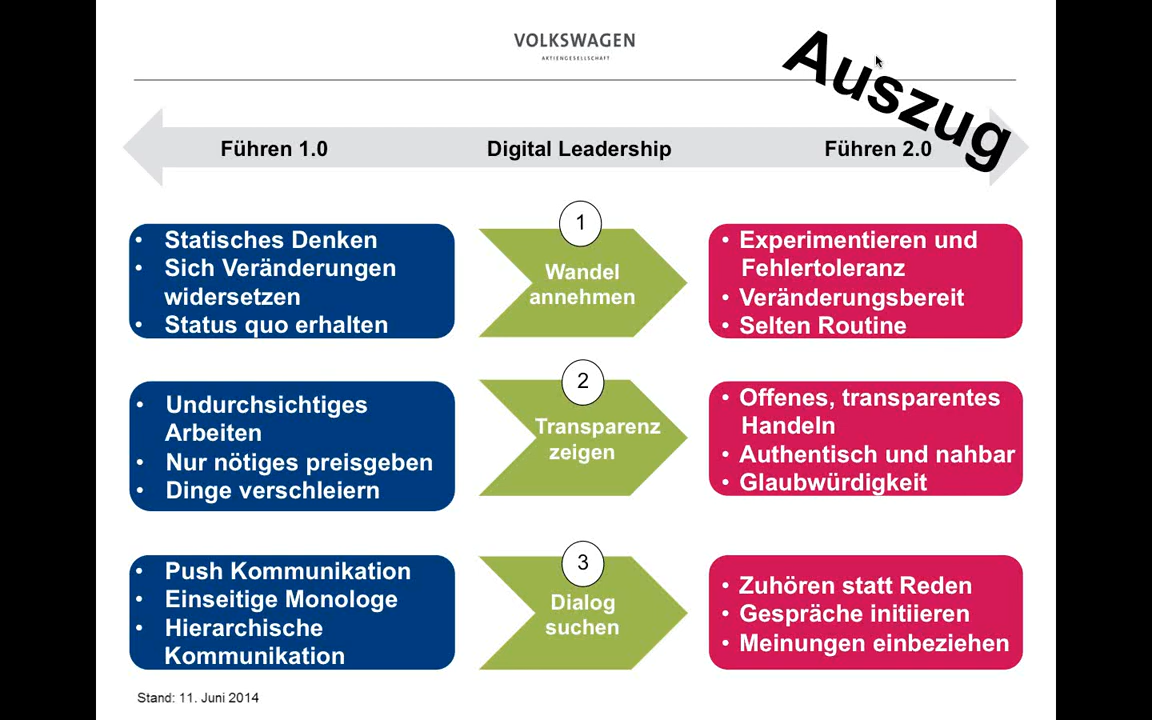 VOLKSWAGEN
AKTIENGESELLSCHAFT
Auszug
Führen 1.0
Digital Leadership
Führen 2.0
• Statisches Denken
• Sich Veränderungen
widersetzen
• Status quo erhalten
1
Wandel
annehmen
• Experimentieren und
Fehlertoleranz
• Veränderungsbereit
• Selten Routine
• Undurchsichtiges
Arbeiten
• Nur nötiges preisgeben
• Dinge verschleiern
2
Transparenz
zeigen
• Offenes, transparentes
Handeln
• Authentisch und nahbar
• Glaubwürdigkeit
• Push Kommunikation
• Einseitige Monologe
• Hierarchische
Kommunikation
3
Dialog
suchen
• Zuhören statt Reden
• Gespräche initiieren
• Meinungen einbeziehen
Stand: 11. Juni 2014